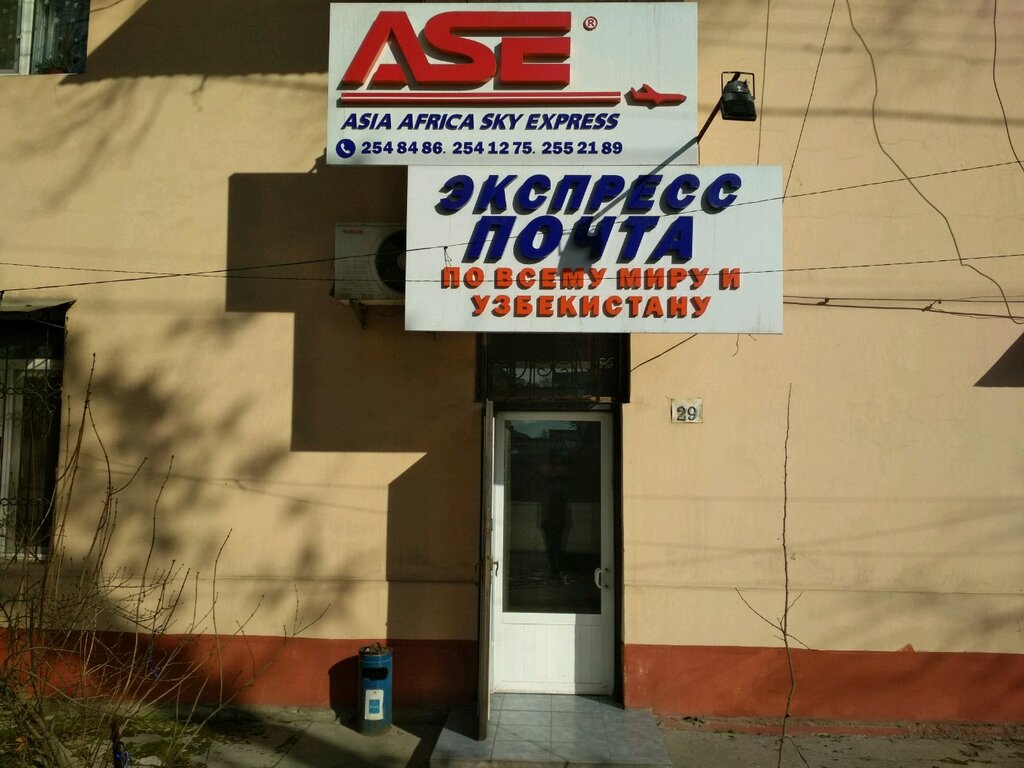 ASE®
ASIA AFRICA SKY EXPRESS
254 84 86. 254 12 75. 255 21 89
ЭКСПРЕСС
ПОЧТА
ПО ВСЕМУ МИРУ И
УЗБЕКИСТАНУ
29